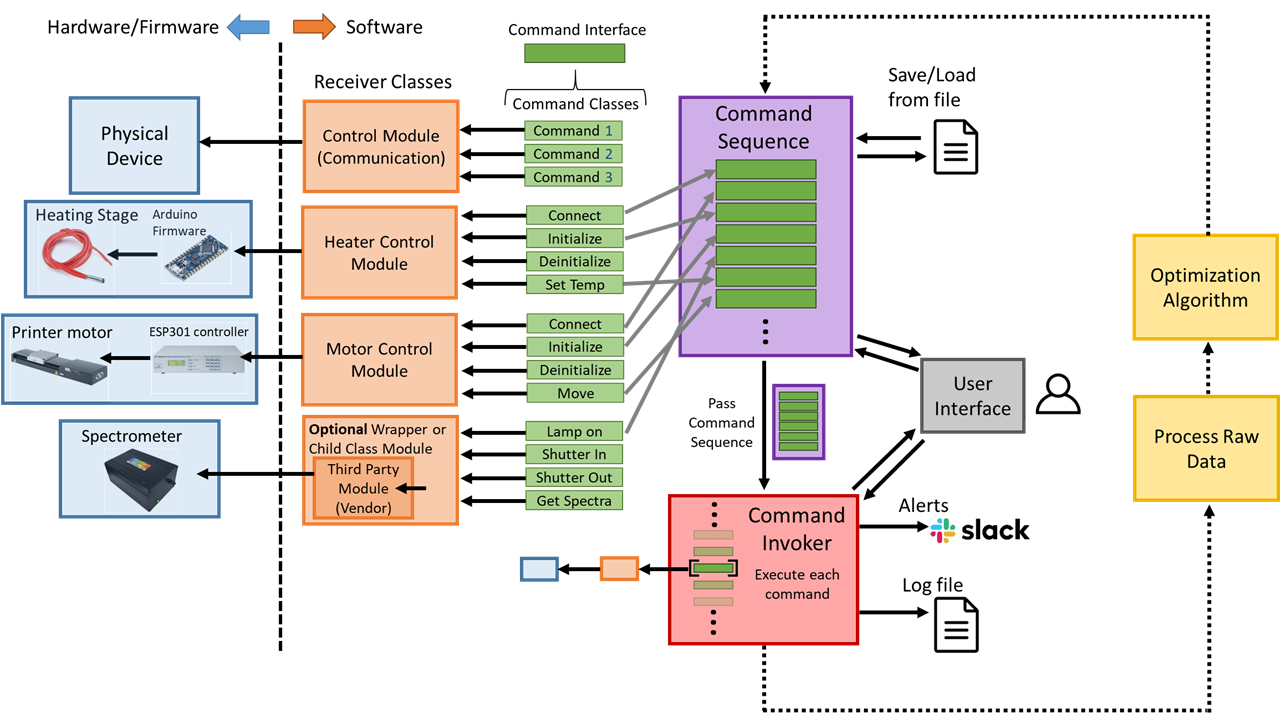 Hardware/Firmware
Software
Command Interface
Receiver Classes
Command Classes
Physical
Device
Control Module
(Communication)
Command 1
Command 2
Command 3
Heating Stage
Arduino
Firmware
Heater Control
Module
Connect
Initialize
Deinitialize
Set Temp
Printer motor
ESP301 controller
Motor Control
Module
Connect
Initialize
Deinitialize
Move
Spectrometer
Optional Wrapper or
Child Class Module
Third Party
Module
(Vendor)
Lamp on
Shutter In
Shutter Out
Get Spectra
Command
Sequence
Save/Load
from file
Pass
Command
Sequence
User
Interface
Command
Invoker
Execute each
command
Alerts
slack
Log file
Optimization
Algorithm
Process Raw
Data